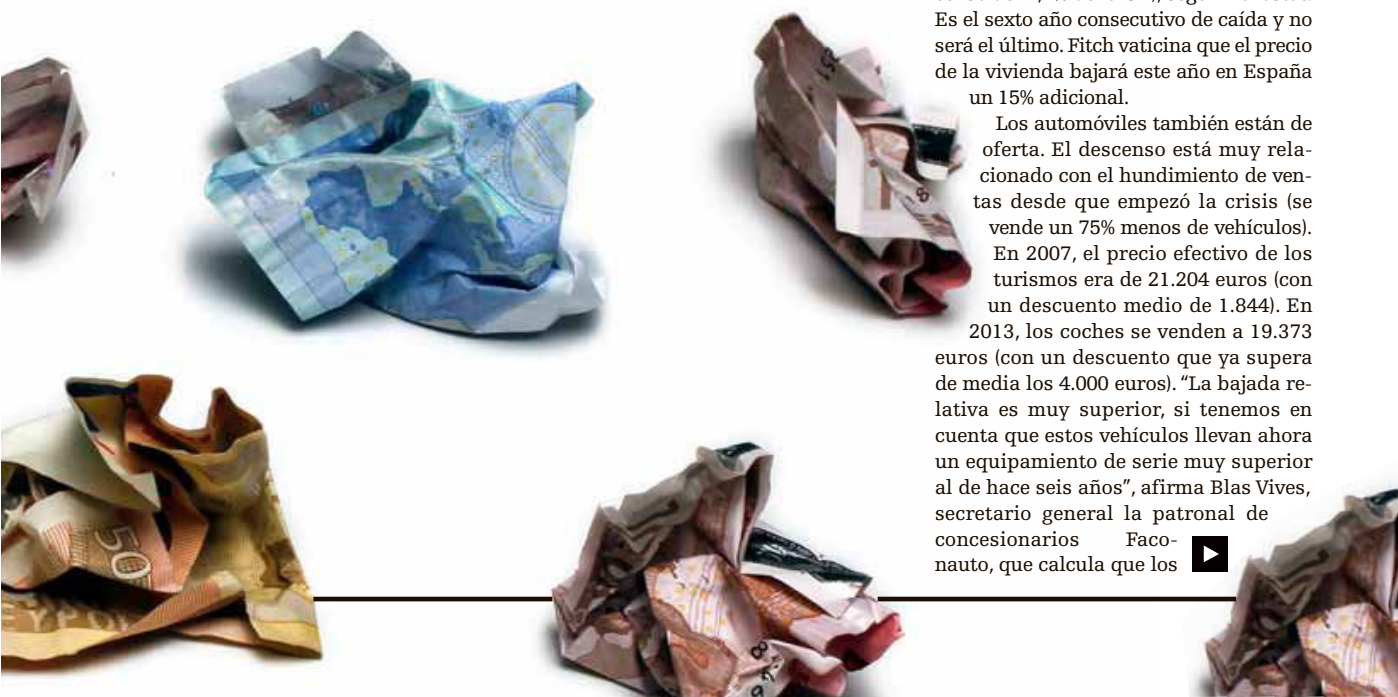 Es el sexto año consecutivo de caída y no
será el último. Fitch vaticina que el precio
de la vivienda bajará este año en España
un 15% adicional.
Los automóviles también están de
oferta. El descenso está muy rela-
cionado con el hundimiento de ven-
tas desde que empezó la crisis (se
vende un 75% menos de vehículos).
En 2007, el precio efectivo de los
turismos era de 21.204 euros (con
un descuento medio de 1.844). En
2013, los coches se venden a 19.373
euros (con un descuento que ya supera
de media los 4.000 euros). “La bajada re-
lativa es muy superior, si tenemos en
cuenta que estos vehículos llevan ahora
un equipamiento de serie muy superior
al de hace seis años”, afirma Blas Vives,
secretario general la patronal de
concesionarios Faco-
nauto, que calcula que los
50